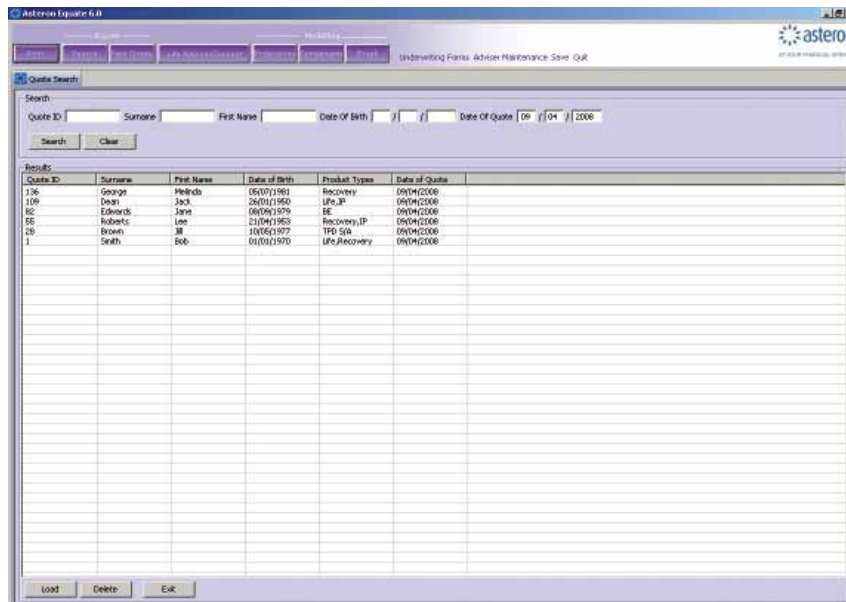 Asteron Equate 6.0
astero
Underwriting Forms Adviser Maintenance Save Quit
Quote Search
Search
Quote ID Surname First Name Date Of Birth / / Date Of Quote 09 / 04 / 2008
Search Clear
Results
Quote ID Surname First Name Date of Birth Product Types Date of Quote
136 George Melinda 05/07/1981 Recovery 09/04/2008
109 Dean Jack 26/01/1950 Life,IP 09/04/2008
82 Edwards Jane 08/09/1979 BE 09/04/2008
55 Roberts Lee 21/04/1953 Recovery,IP 09/04/2008
28 Brown Jill 10/05/1977 TPD S/A 09/04/2008
1 Smith Bob 01/01/1970 Life,Recovery 09/04/2008
Load Delete Exit